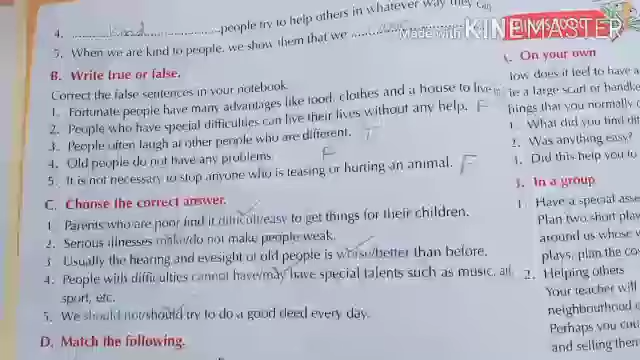 4. ........ kind ........ people try to help others in whatever way they can
5. When we are kind to people, we show them that we ........
B. Write true or false.
Correct the false sentences in your notebook.
1. Fortunate people have many advantages like food, clothes and a house to live in.
2. People who have special difficulties can live their lives without any help. F
3. People often laugh at other people who are different. T
4. Old people do not have any problems. F
5. It is not necessary to stop anyone who is teasing or hurting an animal. F
C. Choose the correct answer.
1. Parents who are poor find it difficult/easy to get things for their children.
2. Serious illnesses make/do not make people weak.
3. Usually the hearing and eyesight of old people is worse/better than before.
4. People with difficulties cannot have/may have special talents such as music, art,
sport, etc.
5. We should not/should try to do a good deed every day.
D. Match the following.
Made with KINEMASTER
On your own
How does it feel to have a
tie a large scarf or handke
things that you normally
1. What did you find dif
2. Was anything easy?
3. Did this help you to
In a group
1. Have a special asse
Plan two short play
around us whose
plays, plan the co
2. Helping others
Your teacher will
neighbourhood
Perhaps you cou
and selling them